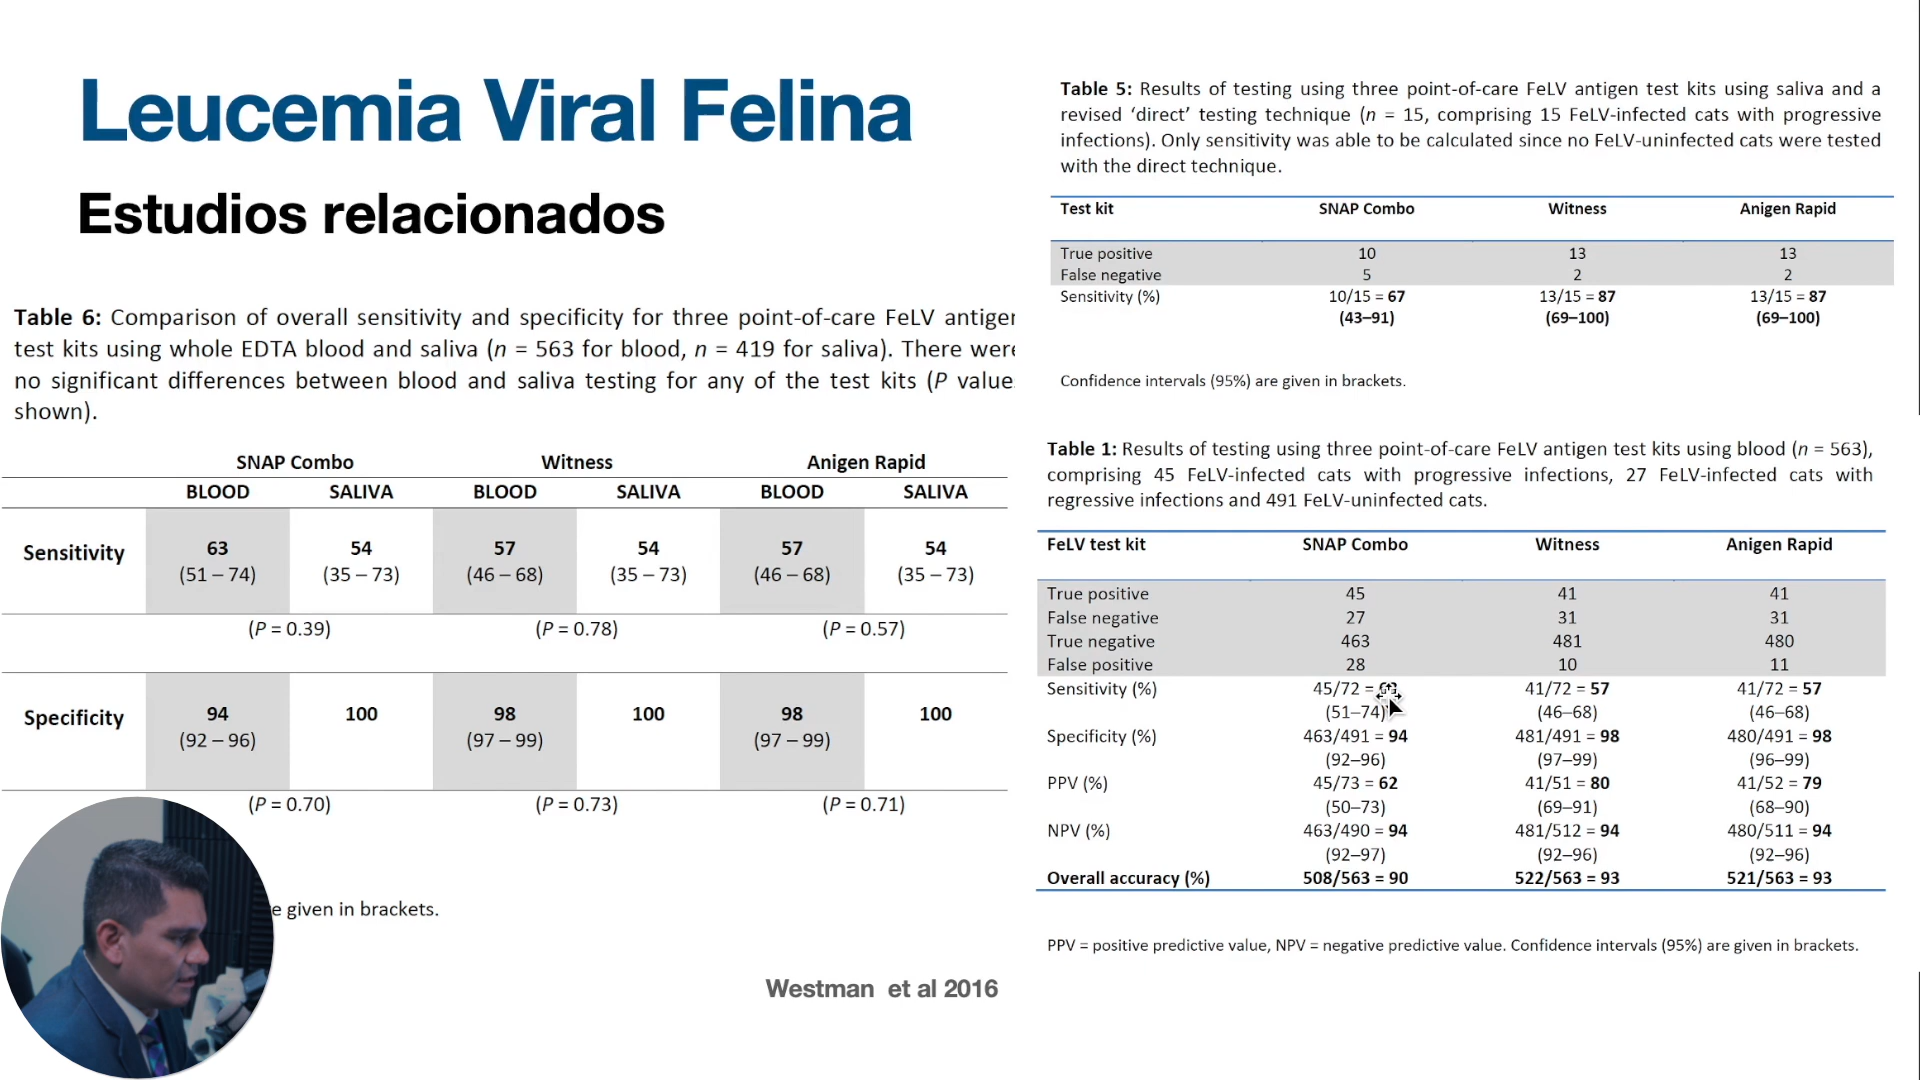 Leucemia Viral Felina
Estudios relacionados
Table 6: Comparison of overall sensitivity and specificity for three point-of-care FeLV antigen
test kits using whole EDTA blood and saliva (n = 563 for blood, n = 419 for saliva). There were
no significant differences between blood and saliva testing for any of the test kits (P value
shown).
SNAP Combo Witness Anigen Rapid
BLOOD SALIVA BLOOD SALIVA BLOOD SALIVA
Sensitivity 63 54 57 54 57 54
(51 – 74) (35 – 73) (46 – 68) (35 – 73) (46 – 68) (35 – 73)
(P = 0.39) (P = 0.78) (P = 0.57)
Specificity 94 100 98 100 98 100
(92 – 96) (97 – 99) (97 – 99)
(P = 0.70) (P = 0.73) (P = 0.71)
given in brackets.
Westman et al 2016
Table 5: Results of testing using three point-of-care FeLV antigen test kits using saliva and a
revised ‘direct’ testing technique (n = 15, comprising 15 FeLV-infected cats with progressive
infections). Only sensitivity was able to be calculated since no FeLV-uninfected cats were tested
with the direct technique.
Test kit SNAP Combo Witness Anigen Rapid
True positive 10 13 13
False negative 5 2 2
Sensitivity (%) 10/15 = 67 13/15 = 87 13/15 = 87
(43–91) (69–100) (69–100)
Confidence intervals (95%) are given in brackets.
Table 1: Results of testing using three point-of-care FeLV antigen test kits using blood (n = 563),
comprising 45 FeLV-infected cats with progressive infections, 27 FeLV-infected cats with
regressive infections and 491 FeLV-uninfected cats.
FeLV test kit SNAP Combo Witness Anigen Rapid
True positive 45 41 41
False negative 27 31 31
True negative 463 481 480
False positive 28 10 11
Sensitivity (%) 45/72 = 41/72 = 57 41/72 = 57
(51–74) (46–68) (46–68)
Specificity (%) 463/491 = 94 481/491 = 98 480/491 = 98
(92–96) (97–99) (96–99)
PPV (%) 45/73 = 62 41/51 = 80 41/52 = 79
(50–73) (69–91) (68–90)
NPV (%) 463/490 = 94 481/512 = 94 480/511 = 94
(92–97) (92–96) (92–96)
Overall accuracy (%) 508/563 = 90 522/563 = 93 521/563 = 93
PPV = positive predictive value, NPV = negative predictive value. Confidence intervals (95%) are given in brackets.